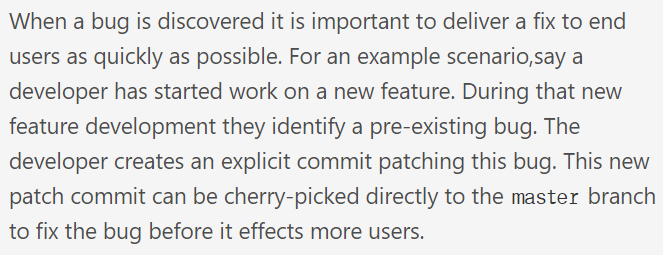 When a bug is discovered it is important to deliver a fix to end
users as quickly as possible. For an example scenario,say a
developer has started work on a new feature. During that new
feature development they identify a pre-existing bug. The
developer creates an explicit commit patching this bug. This new
patch commit can be cherry-picked directly to the master branch
to fix the bug before it effects more users.